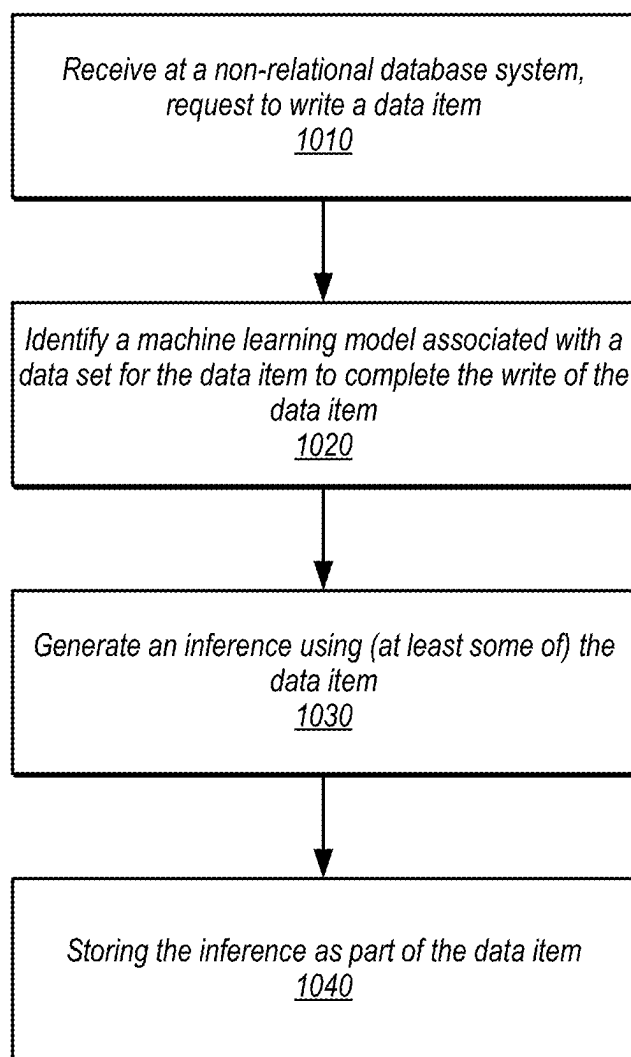 Receive at a non-relational database system,
request to write a data item
1010
Identify a machine learning model associated with a
data set for the data item to complete the write of the
data item
1020
Generate an inference using (at least some of) the
data item
1030
Storing the inference as part of the data item
1040